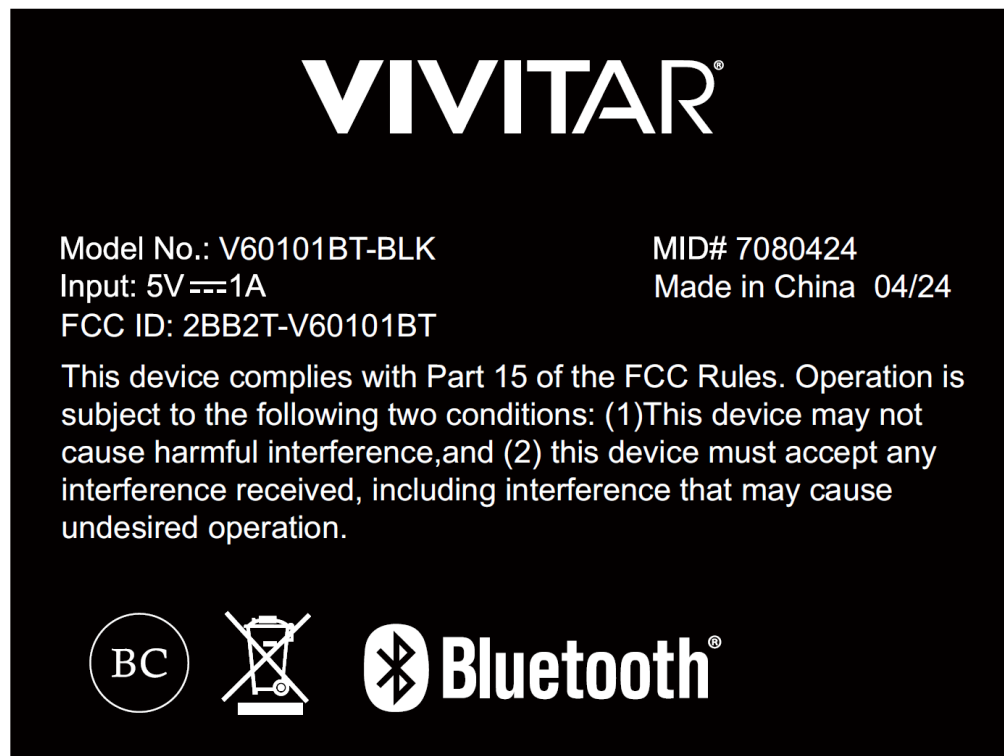 VIVITAR®
Model No.: V60101BT-BLK
MID# 7080424
Input: 5V⎓1A
Made in China 04/24
FCC ID: 2BB2T-V60101BT
This device complies with Part 15 of the FCC Rules. Operation is
subject to the following two conditions: (1)This device may not
cause harmful interference,and (2) this device must accept any
interference received, including interference that may cause
undesired operation.
BC
Bluetooth®